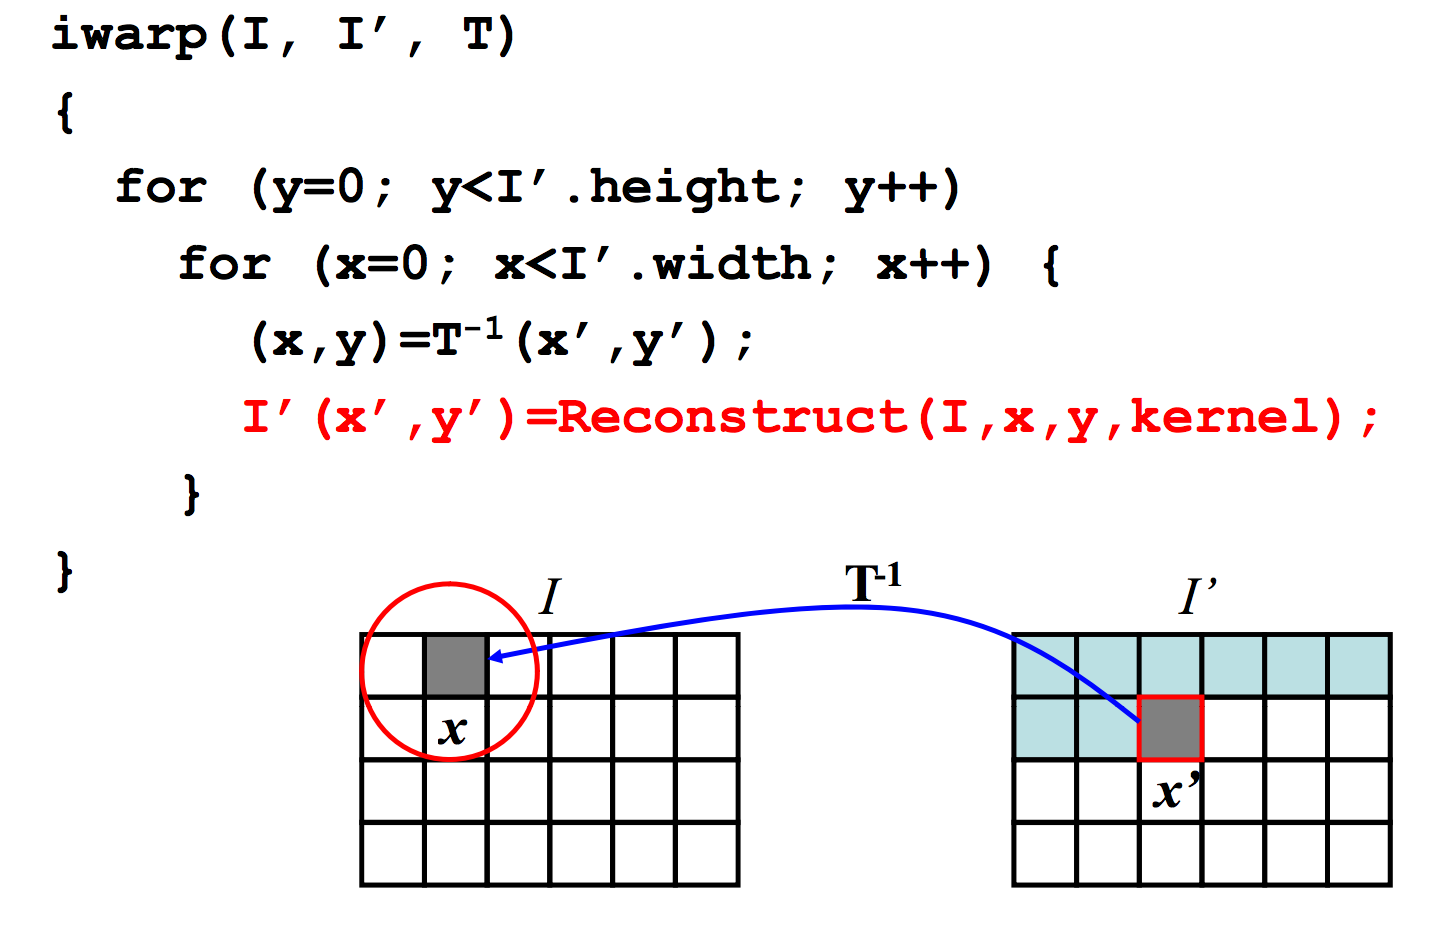 iwarp(I, I’, T)
{
for (y=0; y<I’.height; y++)
for (x=0; x<I’.width; x++) {
(x,y)=T⁻¹(x’,y’);
I’(x’,y’)=Reconstruct(I,x,y,kernel);
}
}
I
T⁻¹
I’
x
x’